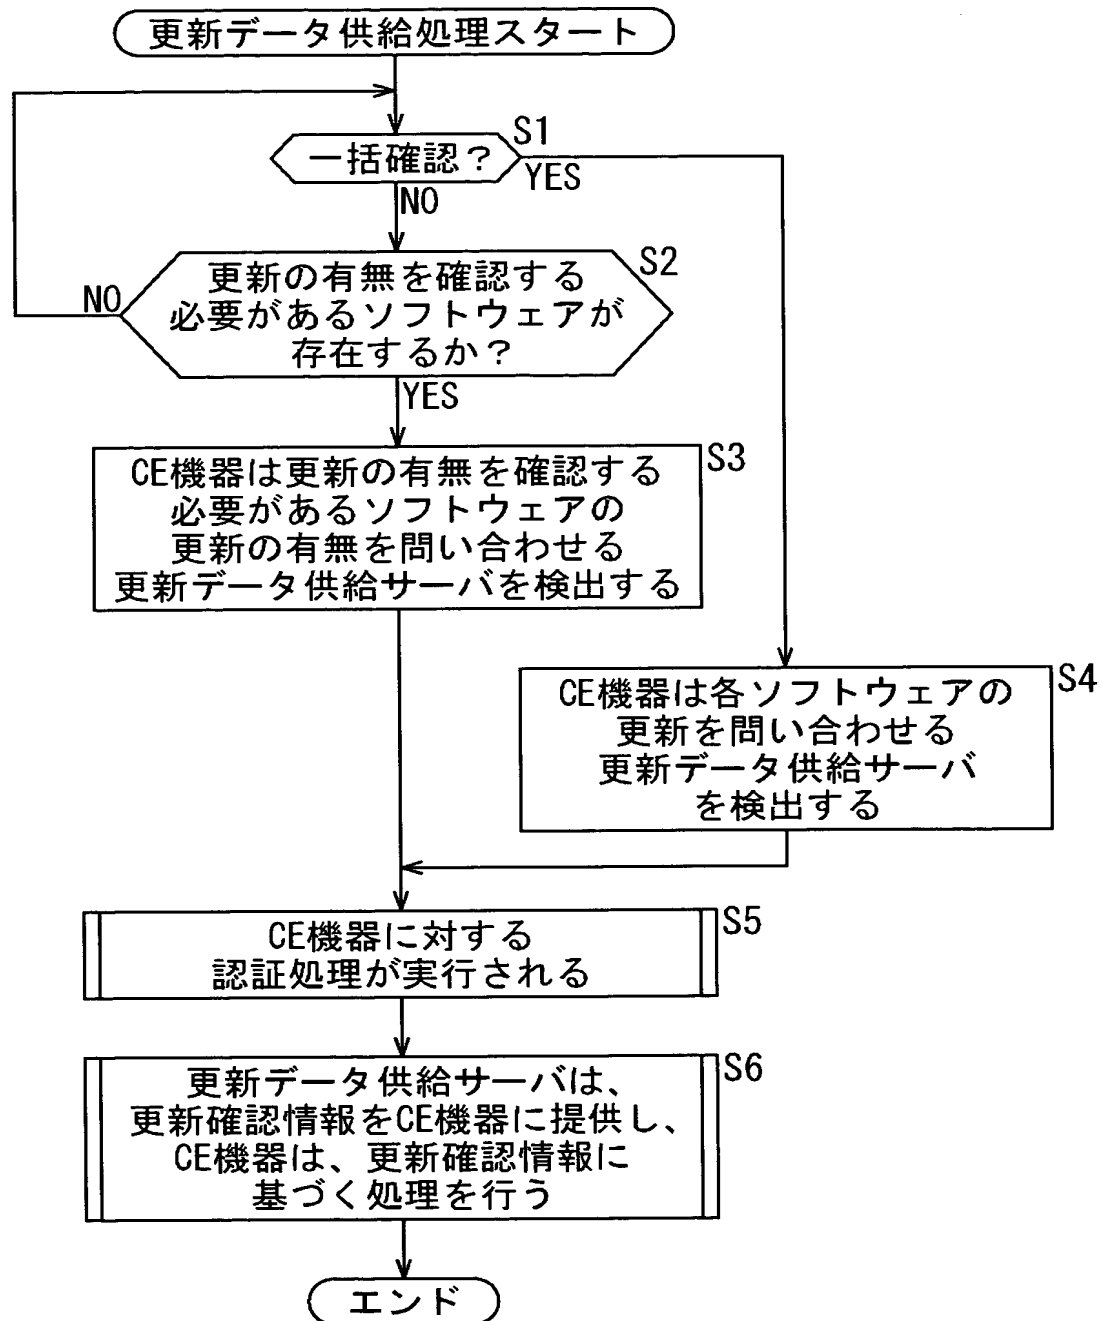 更新データ供給処理スタート
S1
一括確認？
YES
NO
S2
更新の有無を確認する
必要があるソフトウェアが
存在するか？
NO
YES
S3
CE機器は更新の有無を確認する
必要があるソフトウェアの
更新の有無を問い合わせる
更新データ供給サーバを検出する
S4
CE機器は各ソフトウェアの
更新を問い合わせる
更新データ供給サーバ
を検出する
S5
CE機器に対する
認証処理が実行される
S6
更新データ供給サーバは、
更新確認情報をCE機器に提供し、
CE機器は、更新確認情報に
基づく処理を行う
エンド